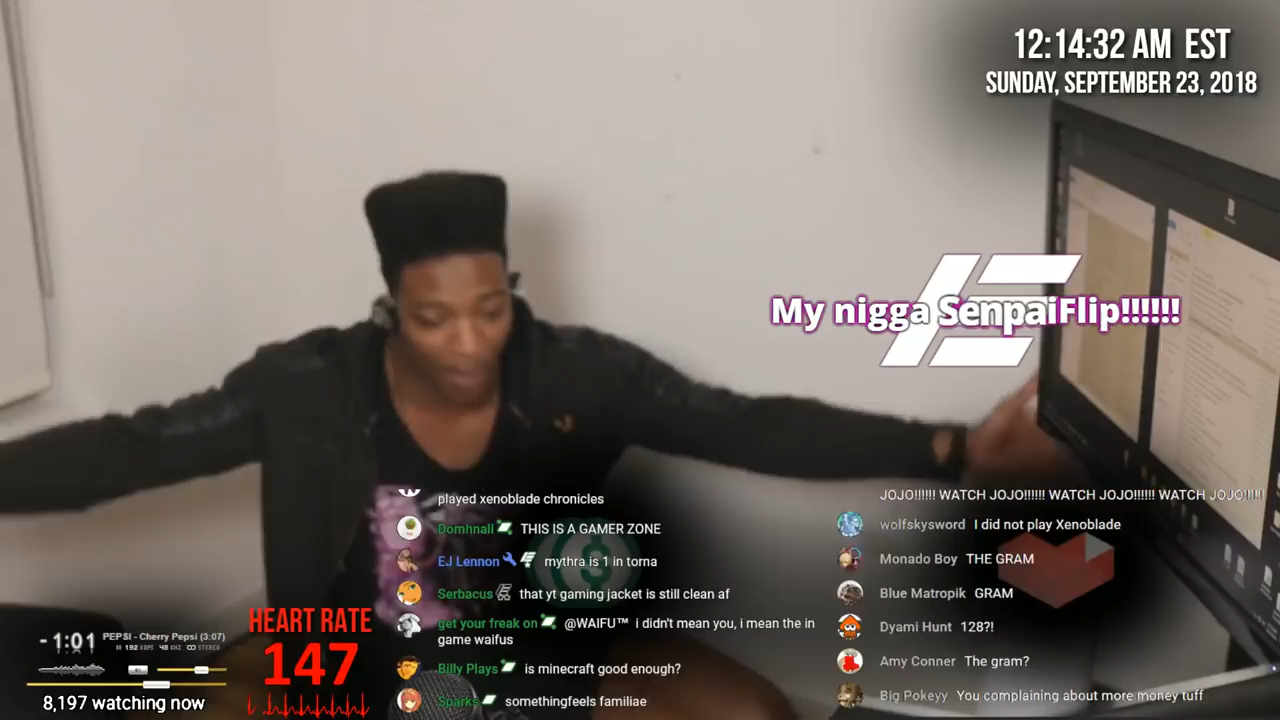 12:14:32 AM EST
SUNDAY, SEPTEMBER 23, 2018
My nigga SenpaiFlip!!!!!!
played xenoblade chronicles
Domhnall THIS IS A GAMER ZONE
EJ Lennon mythra is 1 in torna
Serbacus that yt gaming jacket is still clean af
get your freak on @WAIFU™ i didn't mean you, i mean the in
game waifus
Billy Plays is minecraft good enough?
Sparks somethingfeels familiae
JOJO!!!!!! WATCH JOJO!!!!!! WATCH JOJO!!!!!! WATCH JOJO!!!!!
wolfskysword I did not play Xenoblade
Monado Boy THE GRAM
Blue Matropik GRAM
Dyami Hunt 128?!
Amy Conner The gram?
Big Pokeyy You complaining about more money tuff
HEART RATE
147
-1:01 PEPSI - Cherry Pepsi (3:07)
192 KBPS 48 KHZ STEREO
8,197 watching now